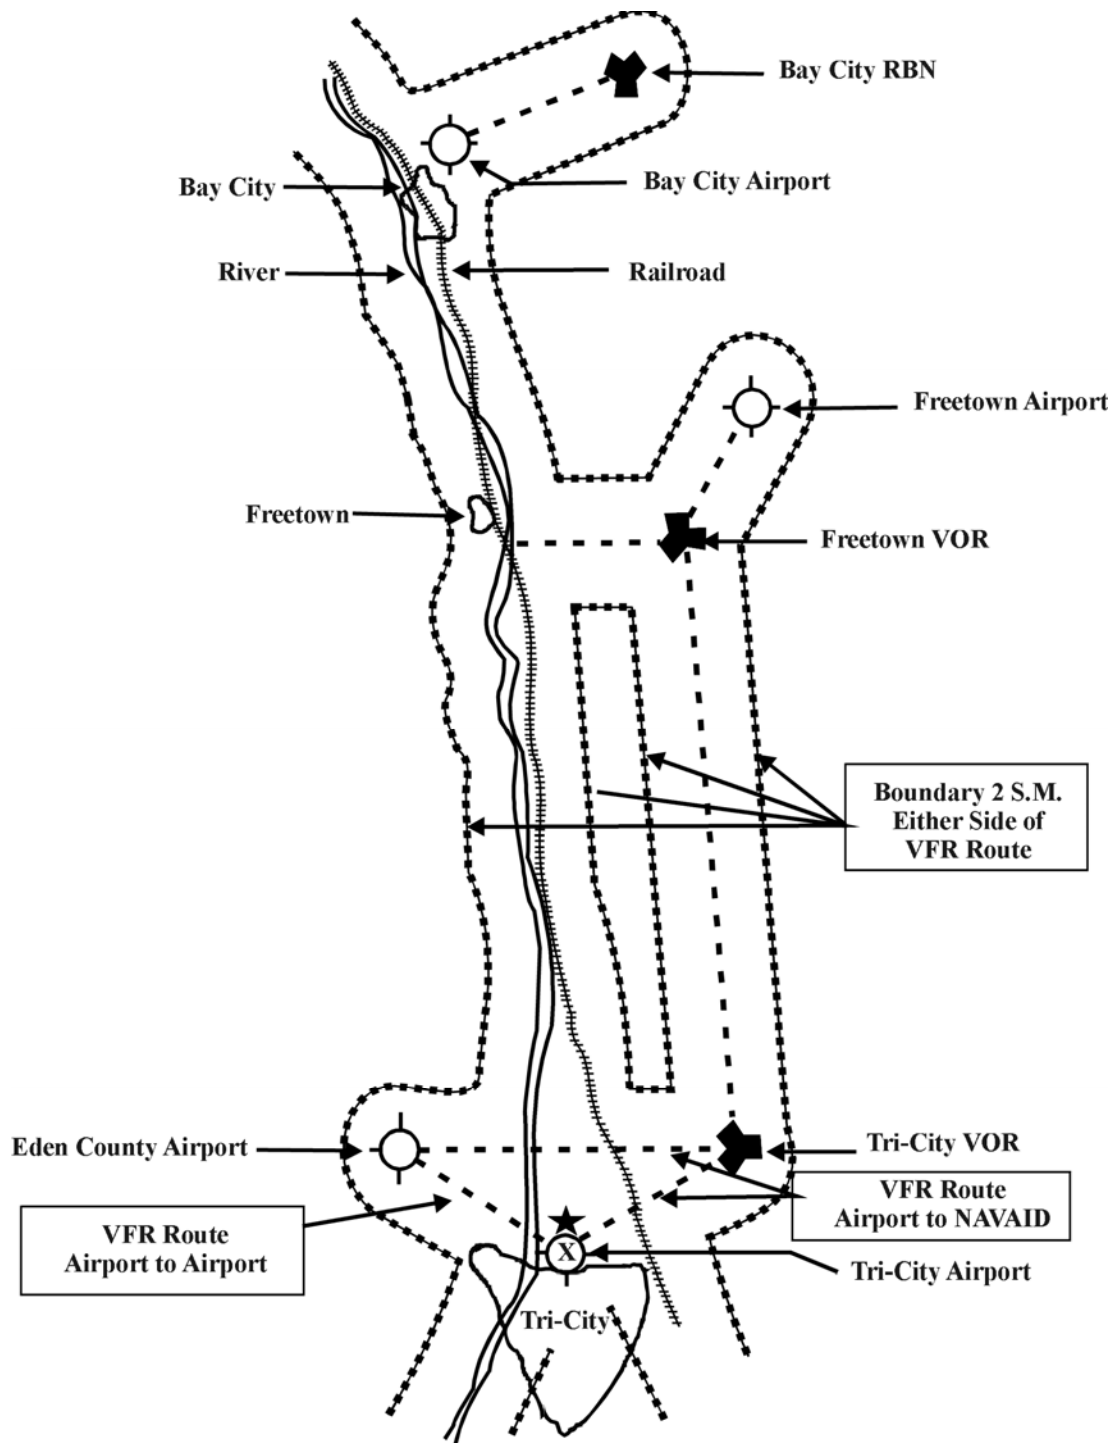 Bay City RBN
Bay City
Bay City Airport
River
Railroad
Freetown Airport
Freetown
Freetown VOR
Boundary 2 S.M.
Either Side of
VFR Route
Eden County Airport
Tri-City VOR
VFR Route
Airport to NAVAID
VFR Route
Airport to Airport
X
Tri-City Airport
Tri-City